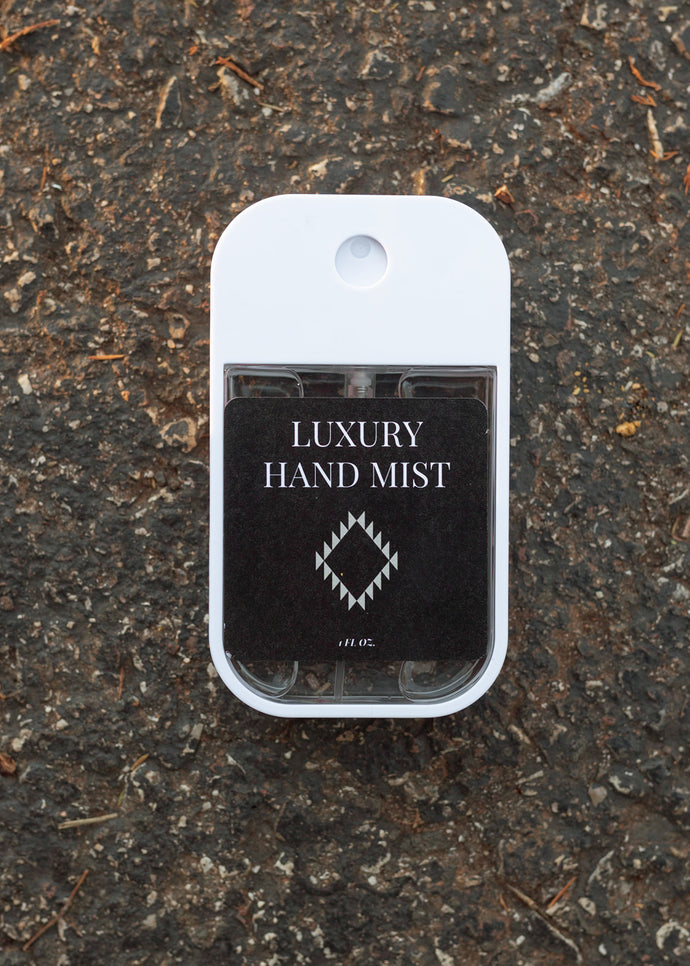 LUXURY
HAND MIST
1 FL OZ.